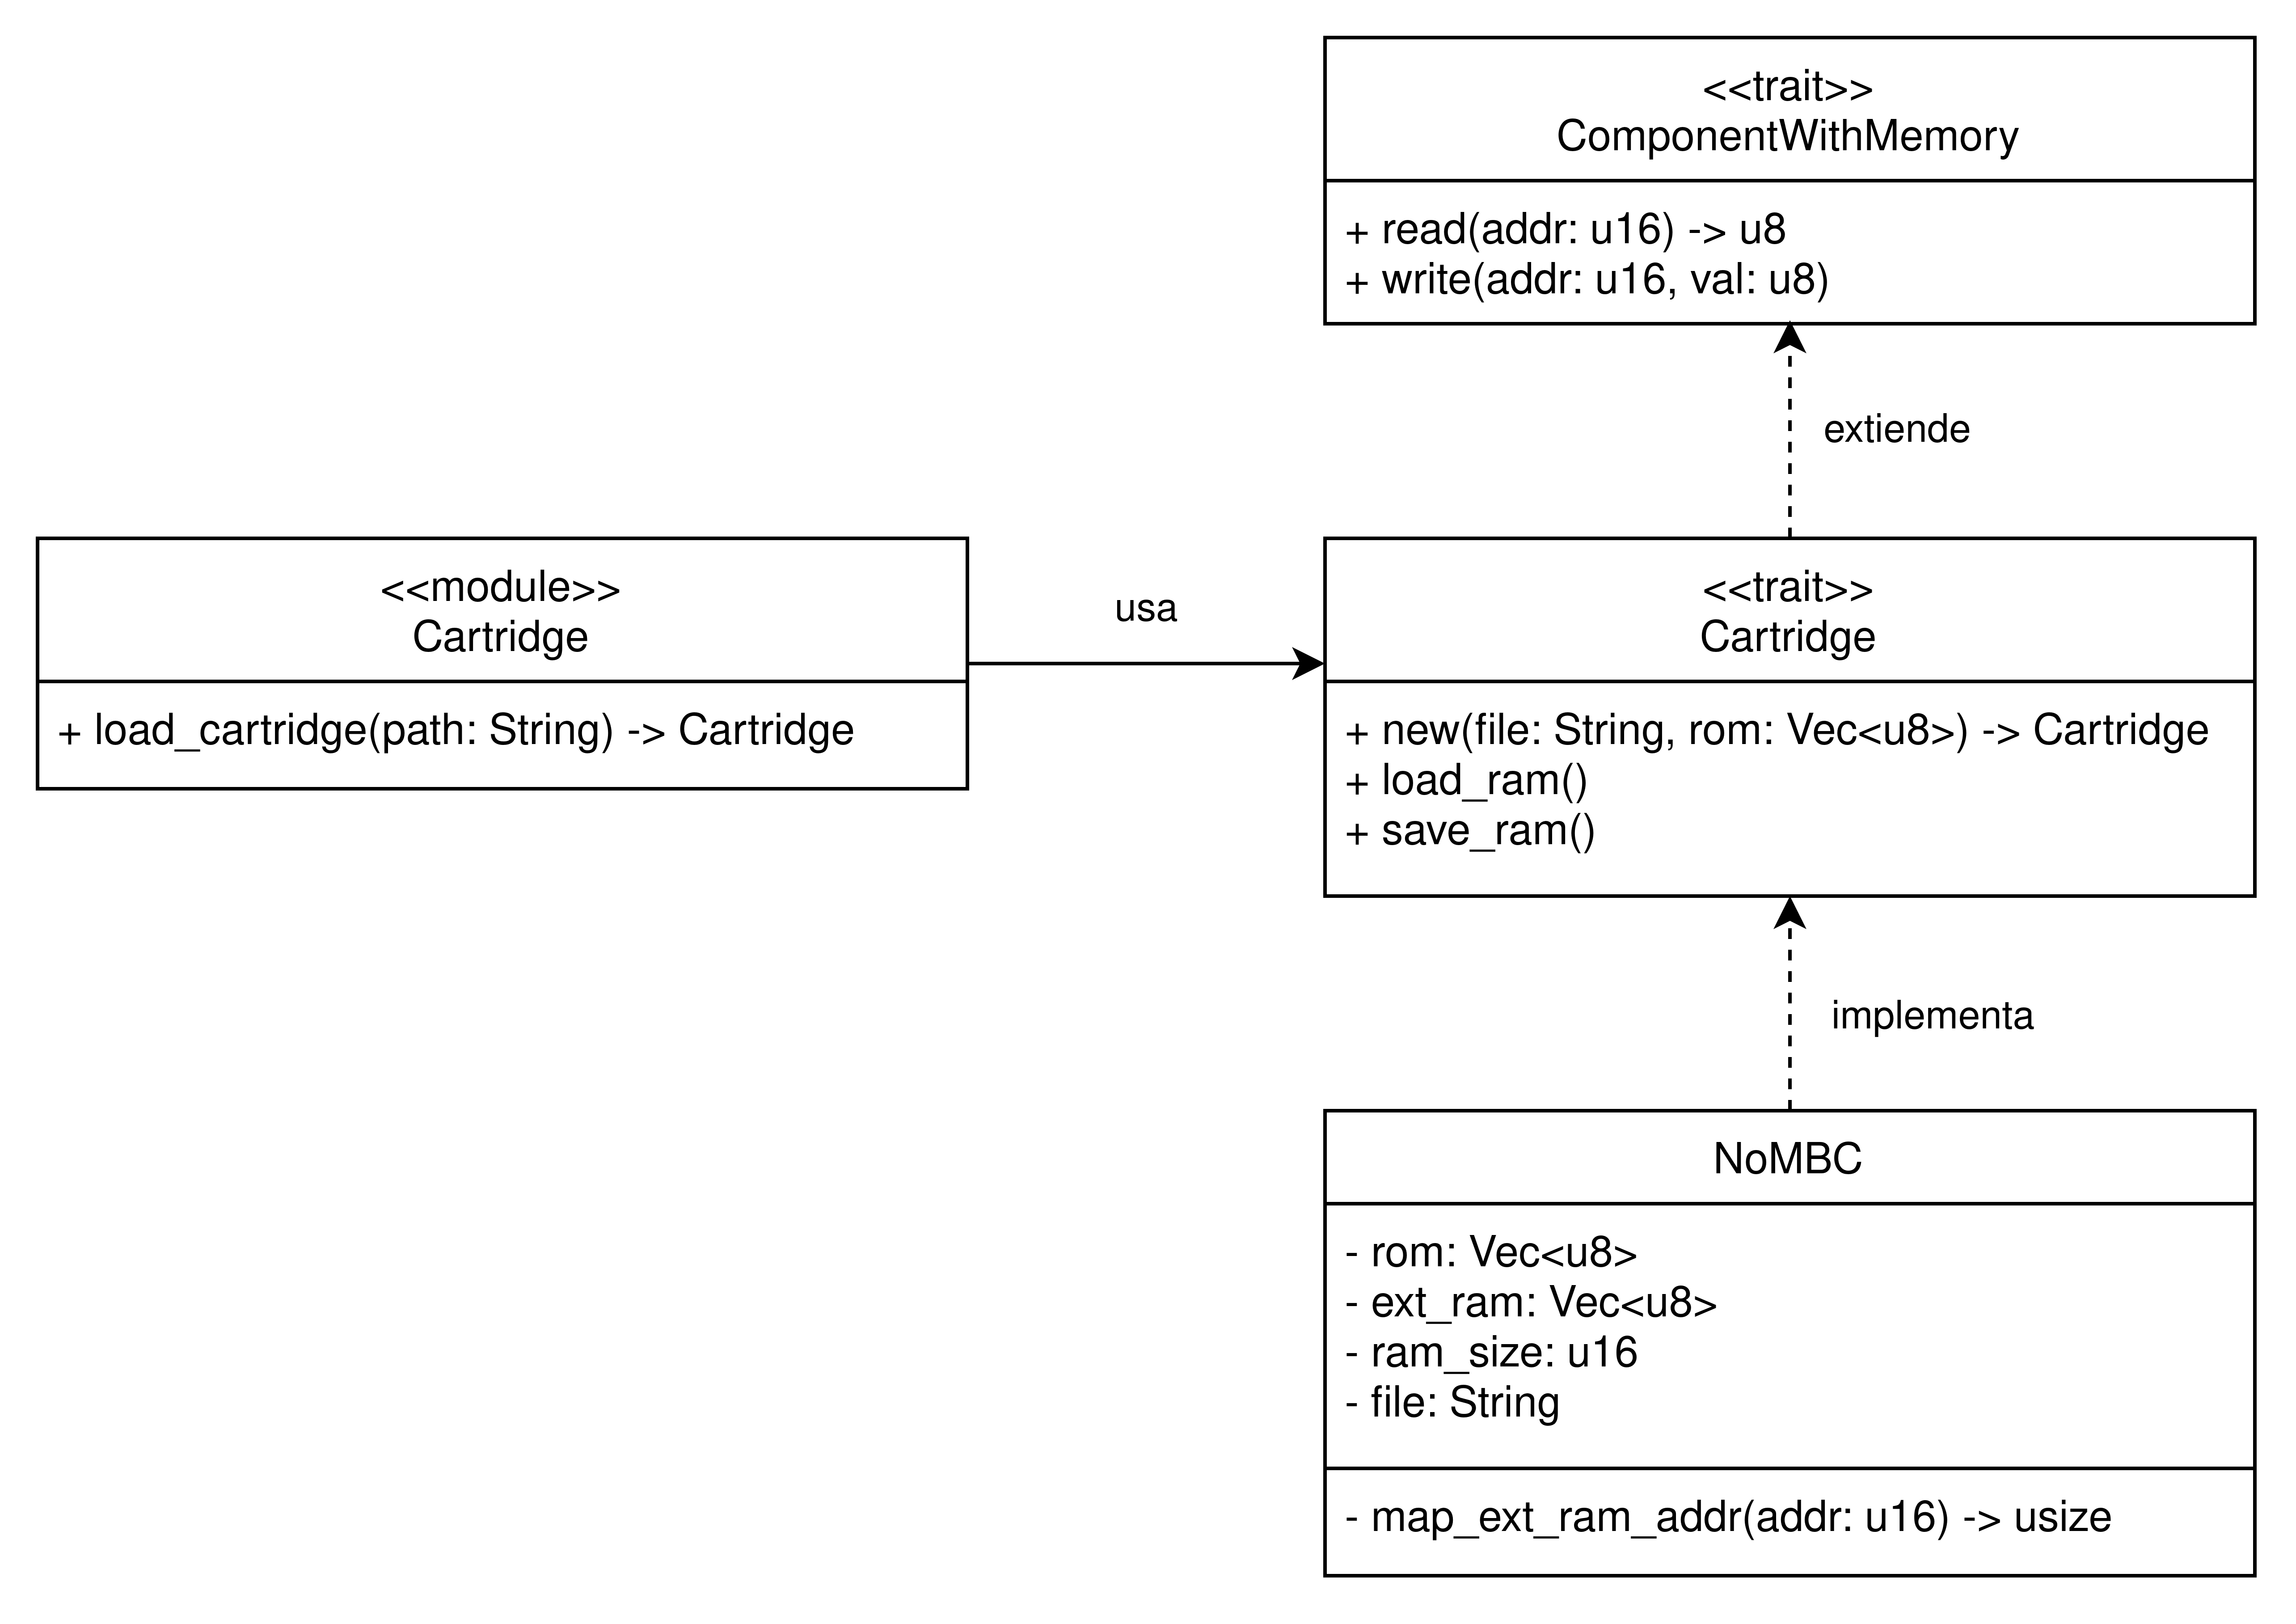 <<trait>>
ComponentWithMemory
+ read(addr: u16) -> u8
+ write(addr: u16, val: u8)
extiende
<<module>>
Cartridge
+ load_cartridge(path: String) -> Cartridge
usa
<<trait>>
Cartridge
+ new(file: String, rom: Vec<u8>) -> Cartridge
+ load_ram()
+ save_ram()
implementa
NoMBC
- rom: Vec<u8>
- ext_ram: Vec<u8>
- ram_size: u16
- file: String
- map_ext_ram_addr(addr: u16) -> usize